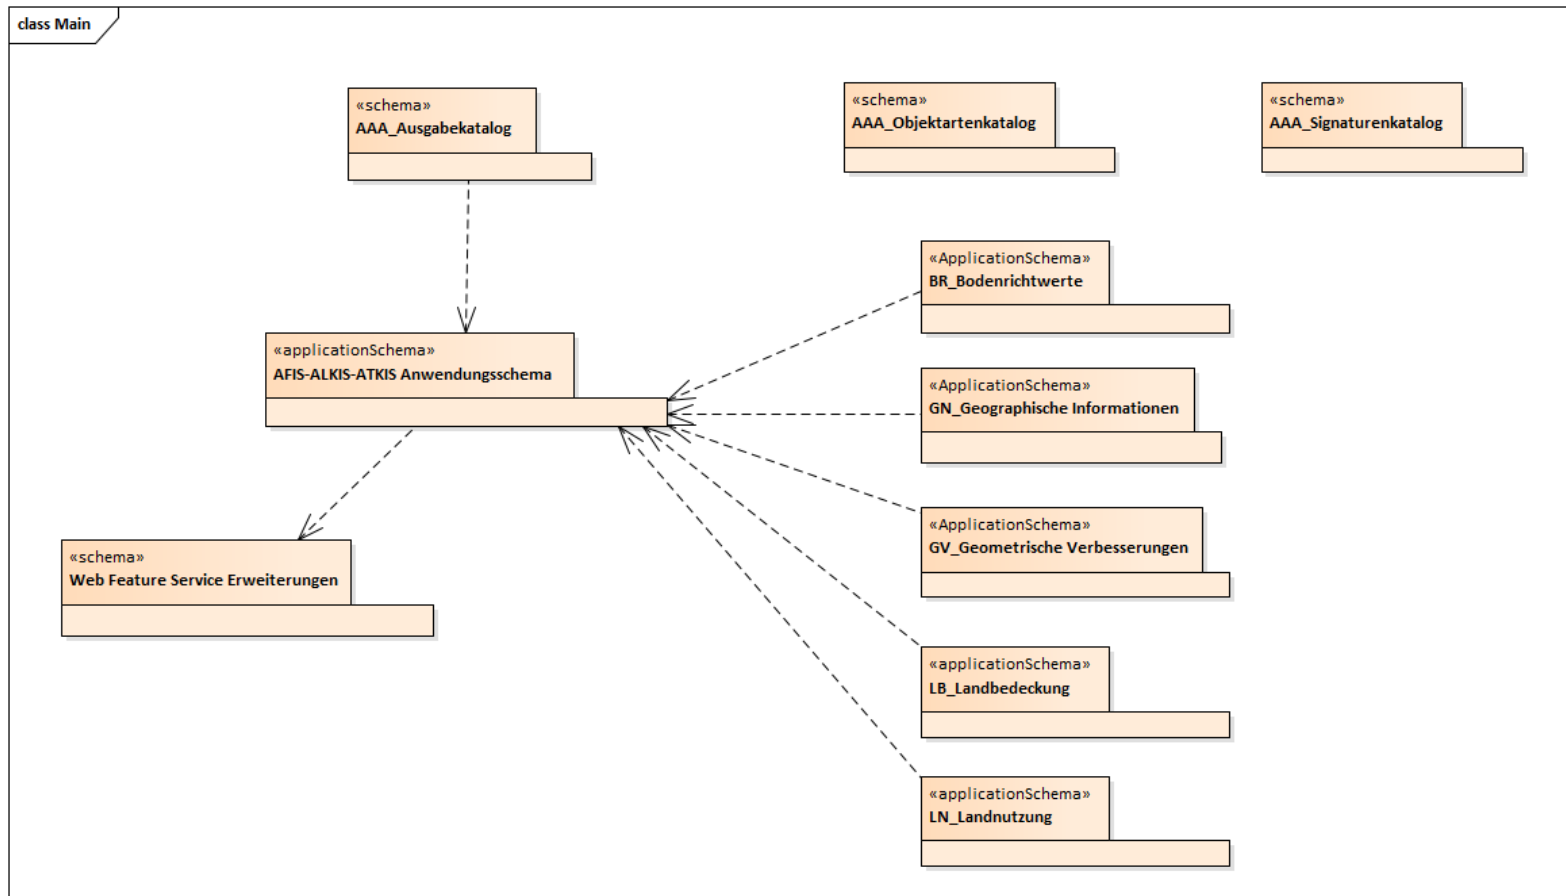 class Main
«schema»
AAA_Ausgabekatalog
«schema»
AAA_Objektartenkatalog
«schema»
AAA_Signaturenkatalog
«ApplicationSchema»
BR_Bodenrichtwerte
«applicationSchema»
AFIS-ALKIS-ATKIS Anwendungsschema
«ApplicationSchema»
GN_Geographische Informationen
«ApplicationSchema»
GV_Geometrische Verbesserungen
«schema»
Web Feature Service Erweiterungen
«applicationSchema»
LB_Landbedeckung
«applicationSchema»
LN_Landnutzung